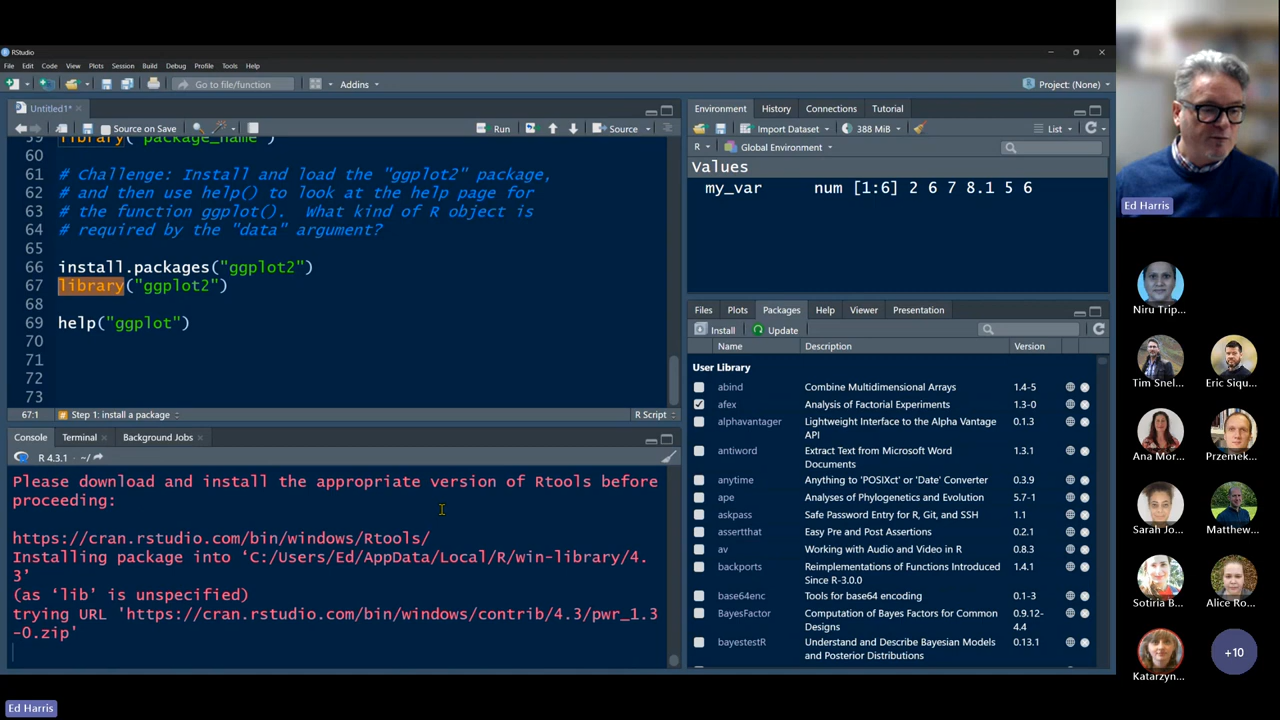 RStudio
File Edit Code View Plots Session Build Debug Profile Tools Help
Go to file/function
Addins
Project: (None)
Untitled1*
Source on Save
Run
Source
59 library("package_name")
60
61 # Challenge: Install and load the "ggplot2" package,
62 # and then use help() to look at the help page for
63 # the function ggplot(). What kind of R object is
64 # required by the "data" argument?
65
66 install.packages("ggplot2")
67 library("ggplot2")
68
69 help("ggplot")
70
71
72
73
67:1 Step 1: install a package R Script
Console Terminal Background Jobs
R 4.3.1 · ~/
Please download and install the appropriate version of Rtools before
proceeding:
https://cran.rstudio.com/bin/windows/Rtools/
Installing package into ‘C:/Users/Ed/AppData/Local/R/win-library/4.
3’
(as ‘lib’ is unspecified)
trying URL 'https://cran.rstudio.com/bin/windows/contrib/4.3/pwr_1.3
-0.zip'
Environment History Connections Tutorial
Import Dataset 388 MiB List
R Global Environment
Values
my_var num [1:6] 2 6 7 8.1 5 6
Files Plots Packages Help Viewer Presentation
Install Update
Name Description Version
User Library
abind Combine Multidimensional Arrays 1.4-5
afex Analysis of Factorial Experiments 1.3-0
alphavantager Lightweight Interface to the Alpha Vantage 0.1.3
API
antiword Extract Text from Microsoft Word 1.3.1
Documents
anytime Anything to 'POSIXct' or 'Date' Converter 0.3.9
ape Analyses of Phylogenetics and Evolution 5.7-1
askpass Safe Password Entry for R, Git, and SSH 1.1
assertthat Easy Pre and Post Assertions 0.2.1
av Working with Audio and Video in R 0.8.3
backports Reimplementations of Functions Introduced 1.4.1
Since R-3.0.0
base64enc Tools for base64 encoding 0.1-3
BayesFactor Computation of Bayes Factors for Common 0.9.12-
Designs 4.4
bayestestR Understand and Describe Bayesian Models 0.13.1
and Posterior Distributions
Ed Harris
Niru Trip...
Tim Snel... Eric Siqu...
Ana Mor... Przemek...
Sarah Jo... Matthew...
Sotiria B... Alice Ro...
Katarzyn... +10
Ed Harris